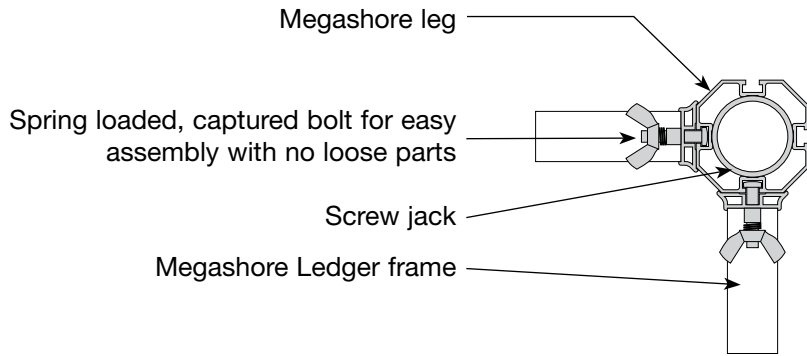 Megashore leg
Spring loaded, captured bolt for easy
assembly with no loose parts
Screw jack
Megashore Ledger frame